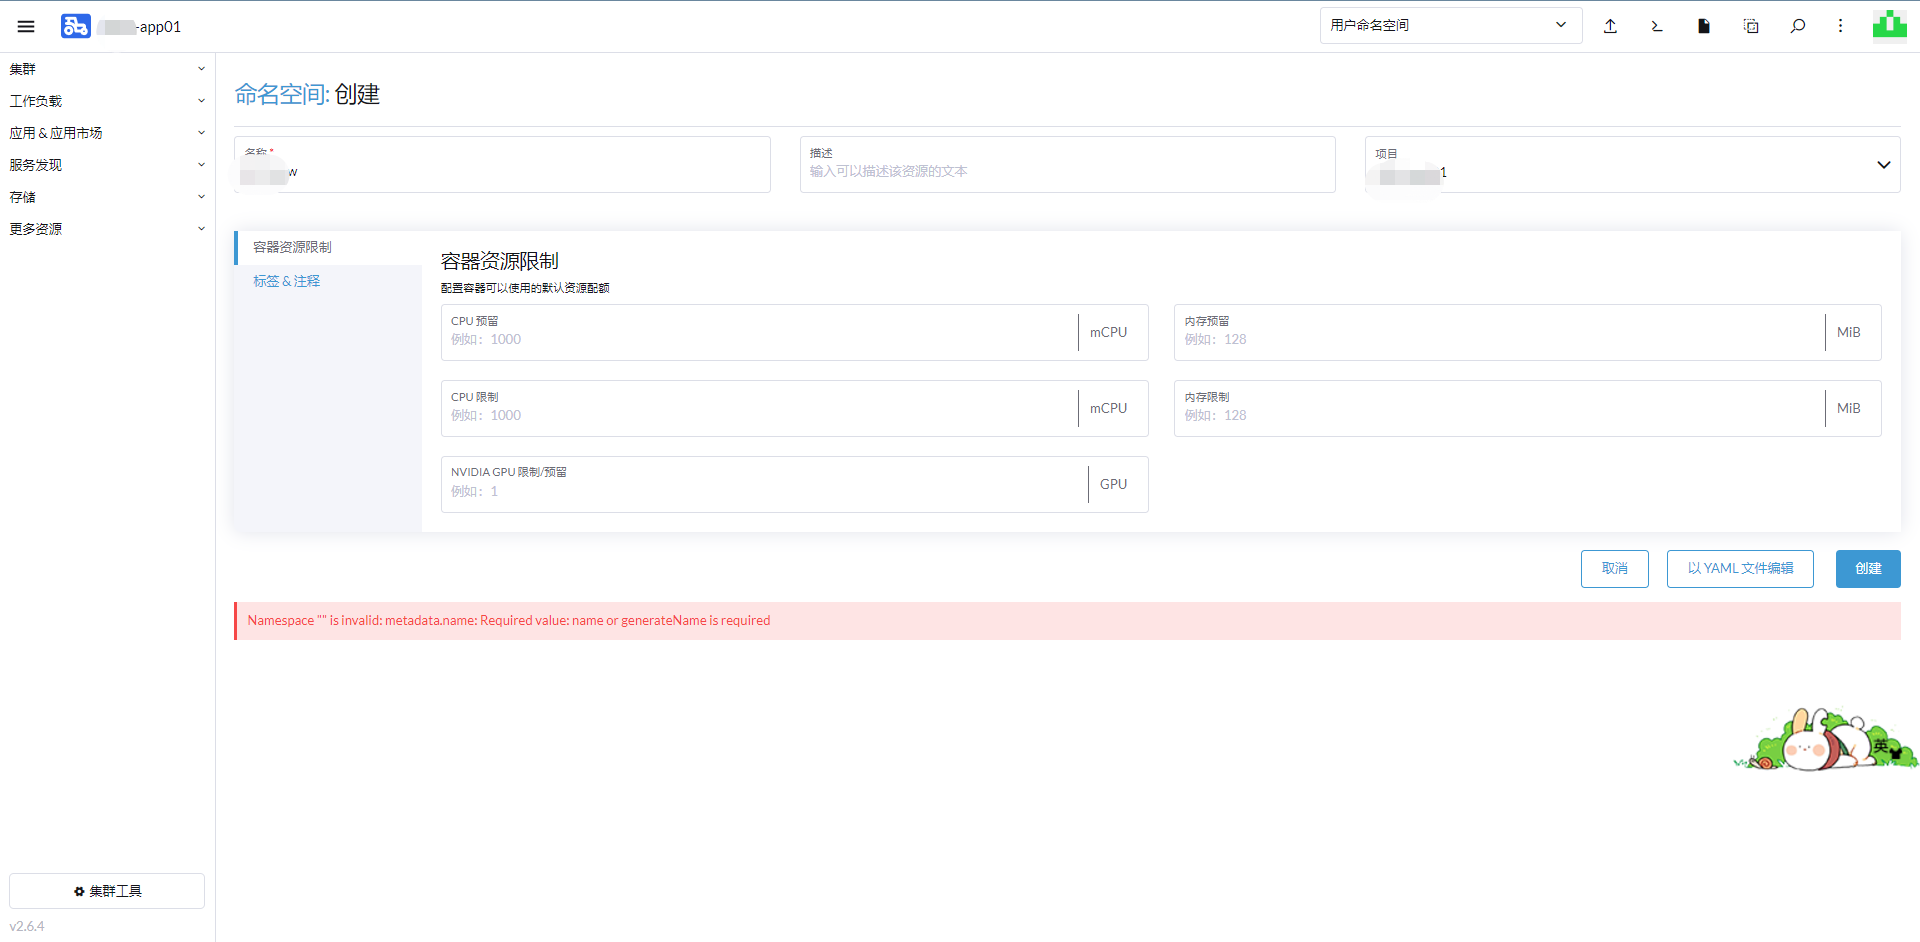 -app01
用户命名空间
集群
工作负载
应用 & 应用市场
服务发现
存储
更多资源
命名空间: 创建
名称 *
w
描述
输入可以描述该资源的文本
项目
1
容器资源限制
标签 & 注释
容器资源限制
配置容器可以使用的默认资源配额
CPU 预留
例如：1000
mCPU
内存预留
例如：128
MiB
CPU 限制
例如：1000
mCPU
内存限制
例如：128
MiB
NVIDIA GPU 限制/预留
例如：1
GPU
取消
以 YAML 文件编辑
创建
Namespace "" is invalid: metadata.name: Required value: name or generateName is required
英
集群工具
v2.6.4